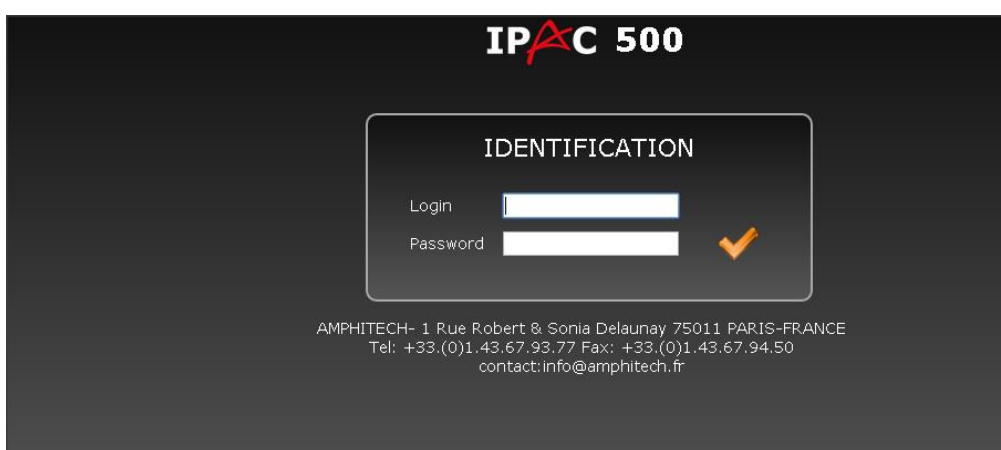 IPAC 500
IDENTIFICATION
Login
Password
AMPHITECH- 1 Rue Robert & Sonia Delaunay 75011 PARIS-FRANCE
Tel: +33.(0)1.43.67.93.77 Fax: +33.(0)1.43.67.94.50
contact:info@amphitech.fr